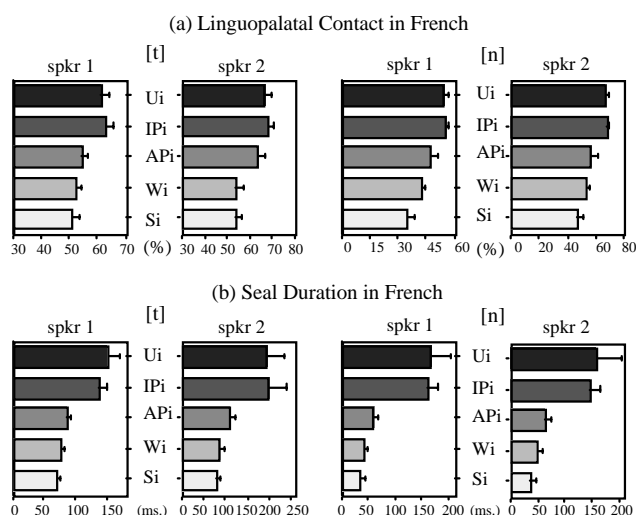 (a) Linguopalatal Contact in French
[t] [n]
spkr 1 spkr 2 spkr 1 spkr 2
Ui Ui
IPi IPi
APi APi
Wi Wi
Si Si
30 40 50 60 70 (%) 30 40 50 60 70 80 0 15 30 45 60 (%) 0 20 40 60 80
(b) Seal Duration in French
[t] [n]
spkr 1 spkr 2 spkr 1 spkr 2
Ui Ui
IPi IPi
APi APi
Wi Wi
Si Si
0 50 100 150 (ms.) 0 50 100 150 200 250 0 50 100 150 200 (ms.) 0 50 100 150 200